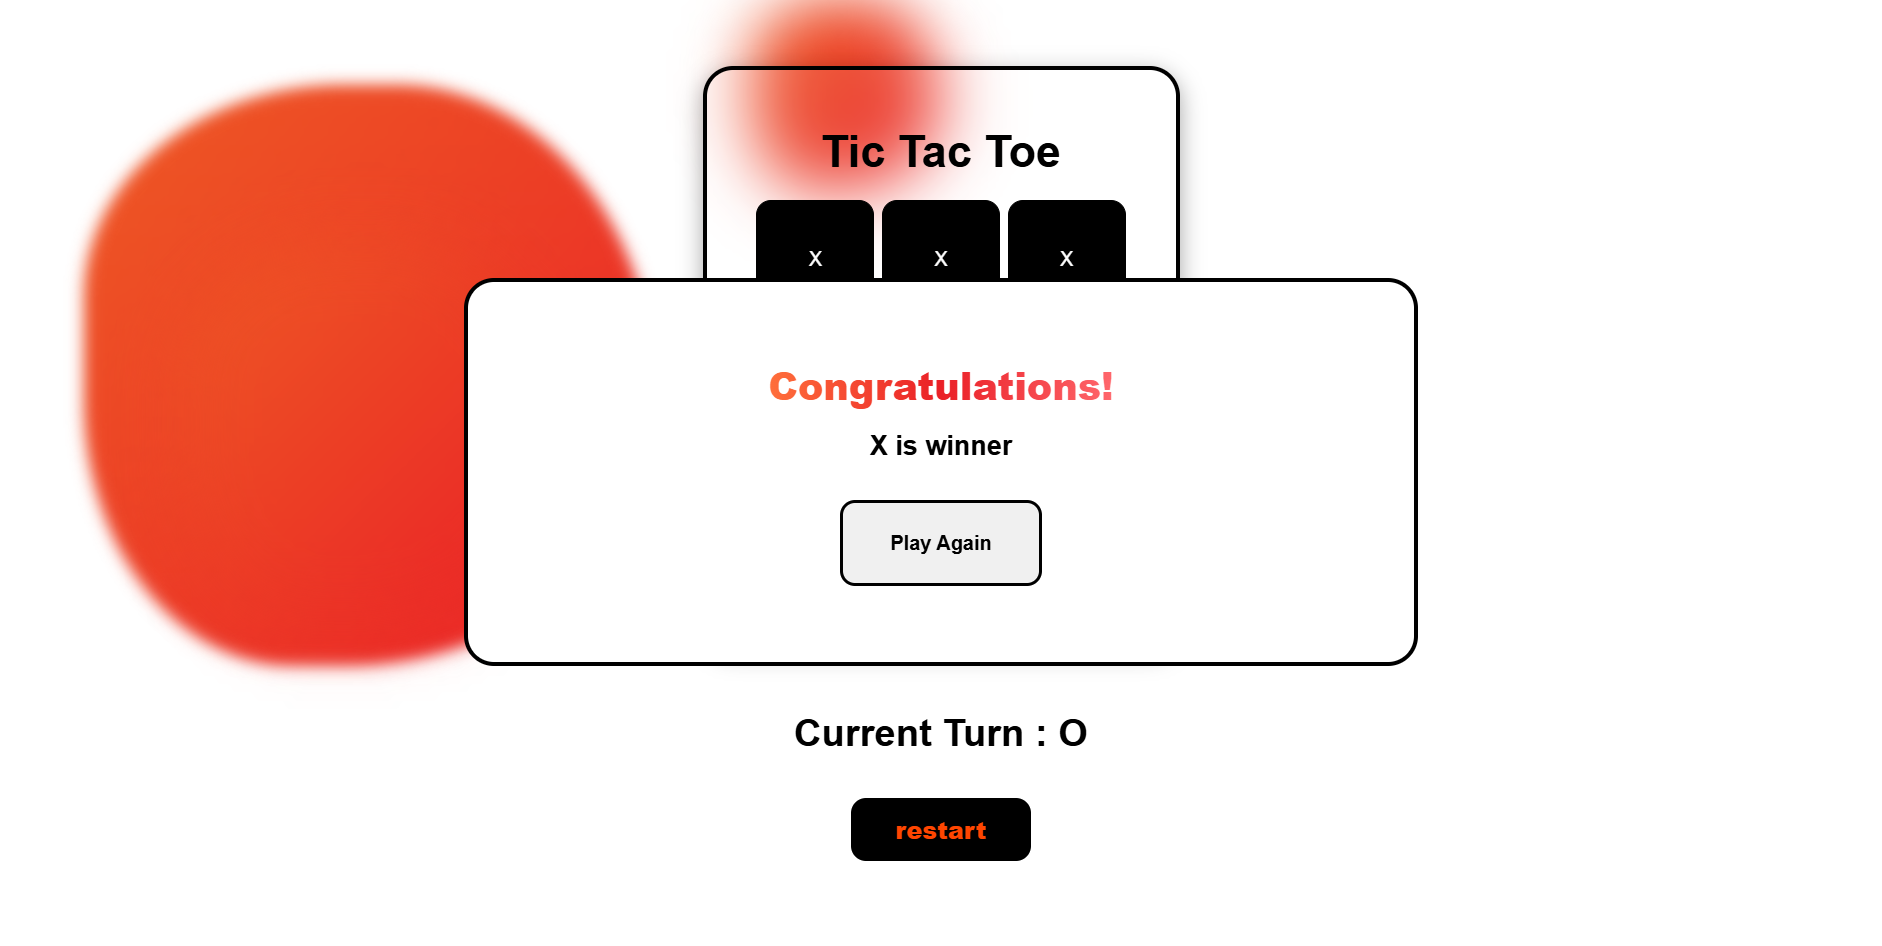 Tic Tac Toe
x x x
Congratulations!
X is winner
Play Again
Current Turn : O
restart